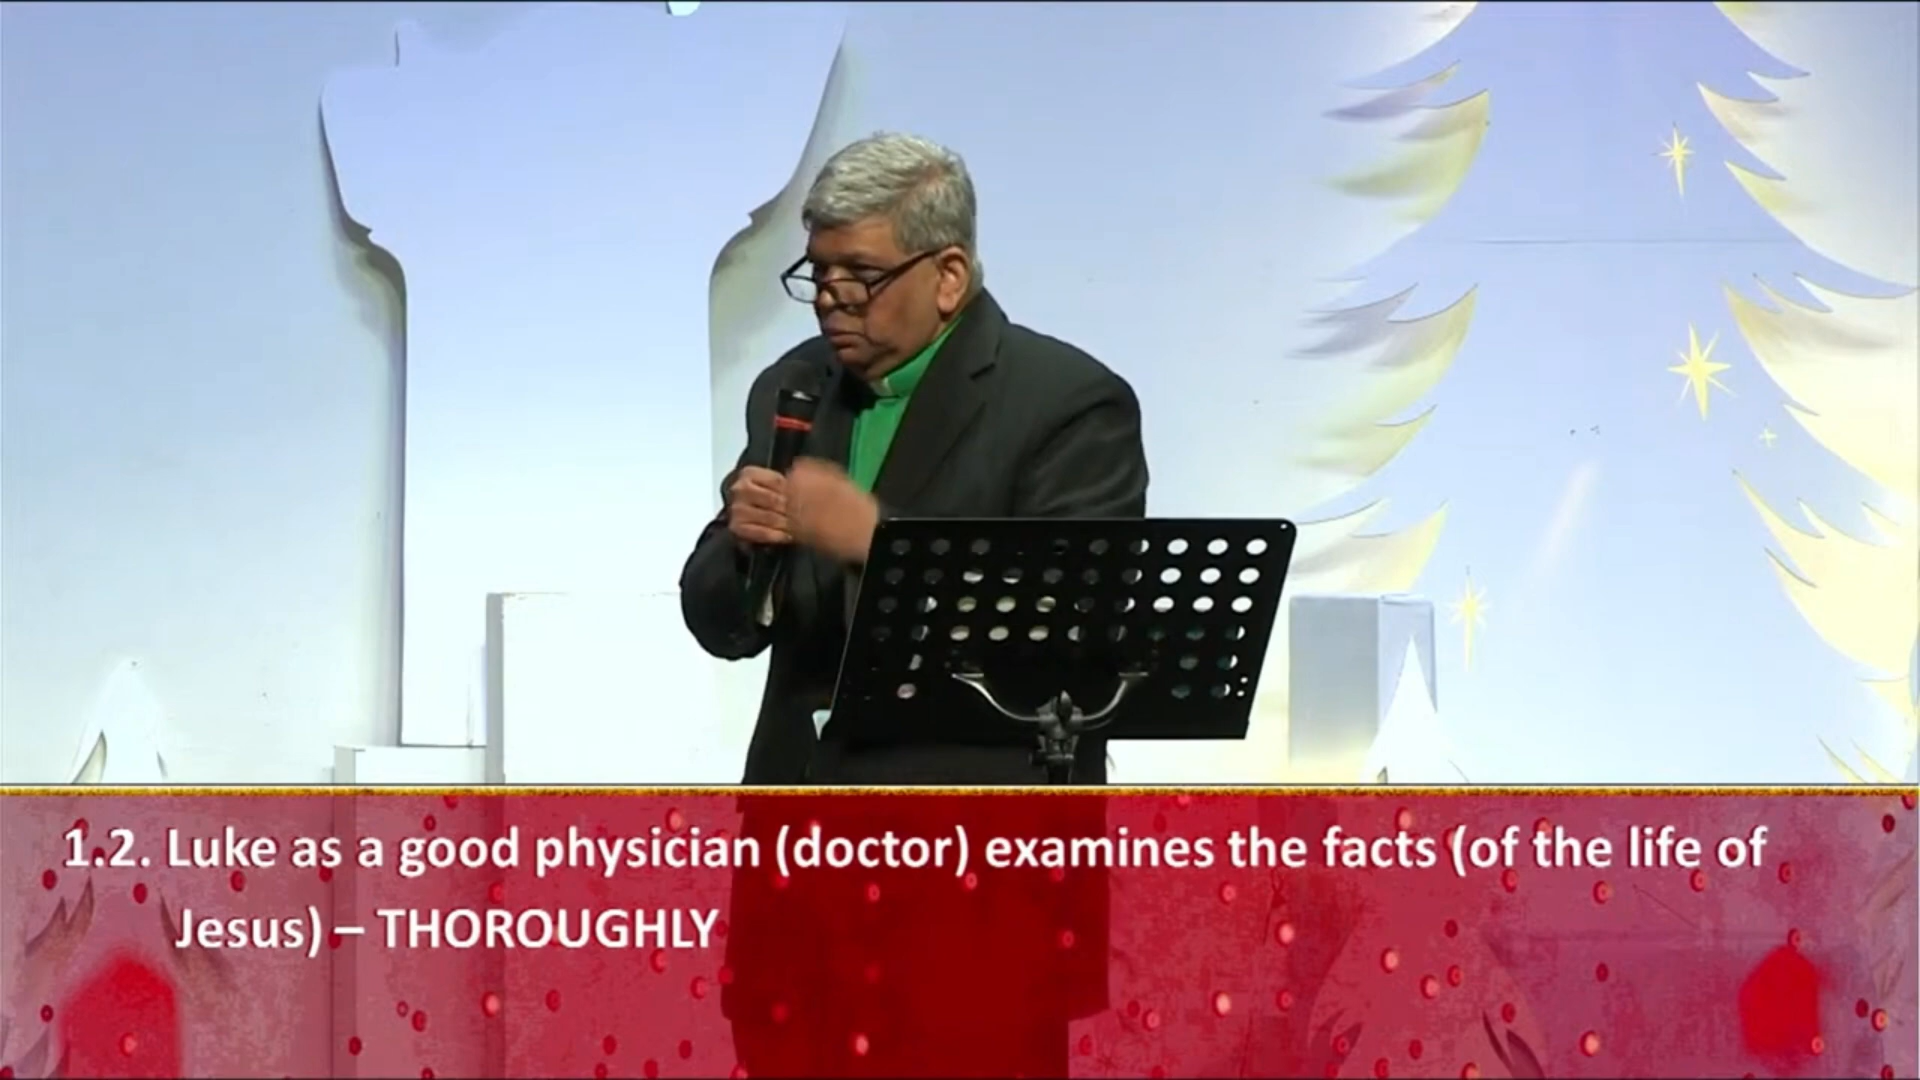 1.2. Luke as a good physician (doctor) examines the facts (of the life of
Jesus) – THOROUGHLY